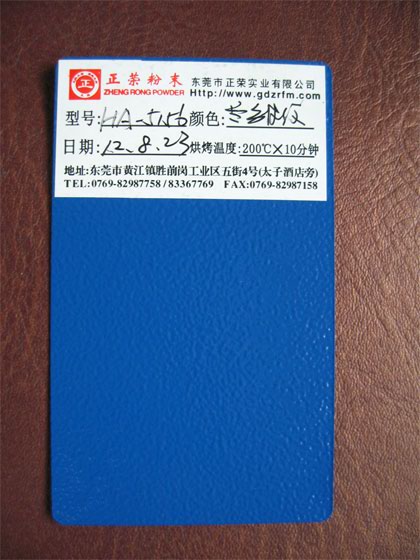 正荣粉末 东莞市正荣实业有限公司
ZHENG RONG POWDER Http://www.gdzrfm.com
型号:HA-5156 颜色:
日期:12.8.23 烘烤温度:200℃×10分钟
地址:东莞市黄江镇胜前岗工业区五街4号(太子酒店旁)
TEL:0769-82987758/83367769 FAX:0769-82987158